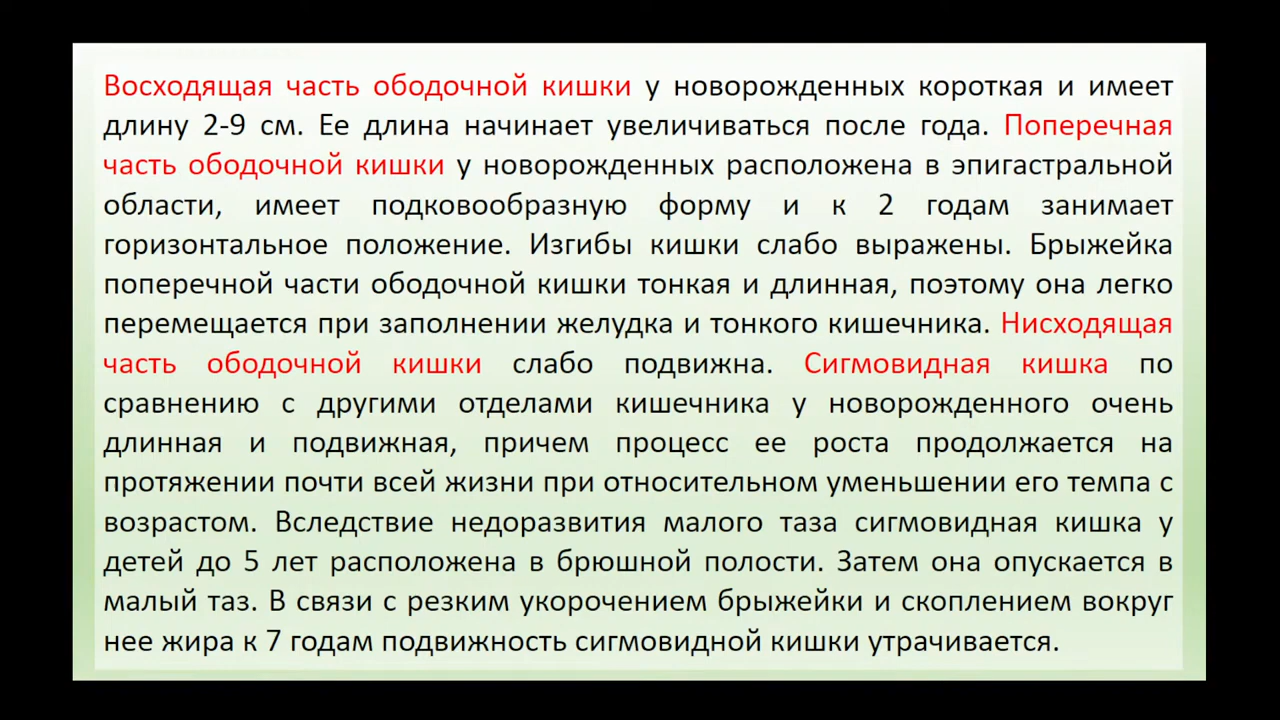 Восходящая часть ободочной кишки у новорожденных короткая и имеет
длину 2-9 см. Ее длина начинает увеличиваться после года. Поперечная
часть ободочной кишки у новорожденных расположена в эпигастральной
области, имеет подковообразную форму и к 2 годам занимает
горизонтальное положение. Изгибы кишки слабо выражены. Брыжейка
поперечной части ободочной кишки тонкая и длинная, поэтому она легко
перемещается при заполнении желудка и тонкого кишечника. Нисходящая
часть ободочной кишки слабо подвижна. Сигмовидная кишка по
сравнению с другими отделами кишечника у новорожденного очень
длинная и подвижная, причем процесс ее роста продолжается на
протяжении почти всей жизни при относительном уменьшении его темпа с
возрастом. Вследствие недоразвития малого таза сигмовидная кишка у
детей до 5 лет расположена в брюшной полости. Затем она опускается в
малый таз. В связи с резким укорочением брыжейки и скоплением вокруг
нее жира к 7 годам подвижность сигмовидной кишки утрачивается.